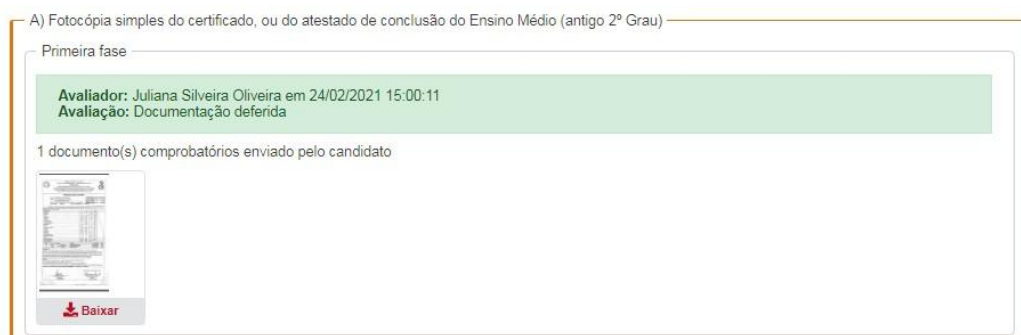 A) Fotocópia simples do certificado, ou do atestado de conclusão do Ensino Médio (antigo 2º Grau)
Primeira fase
Avaliador: Juliana Silveira Oliveira em 24/02/2021 15:00:11
Avaliação: Documentação deferida
1 documento(s) comprobatórios enviado pelo candidato
Baixar